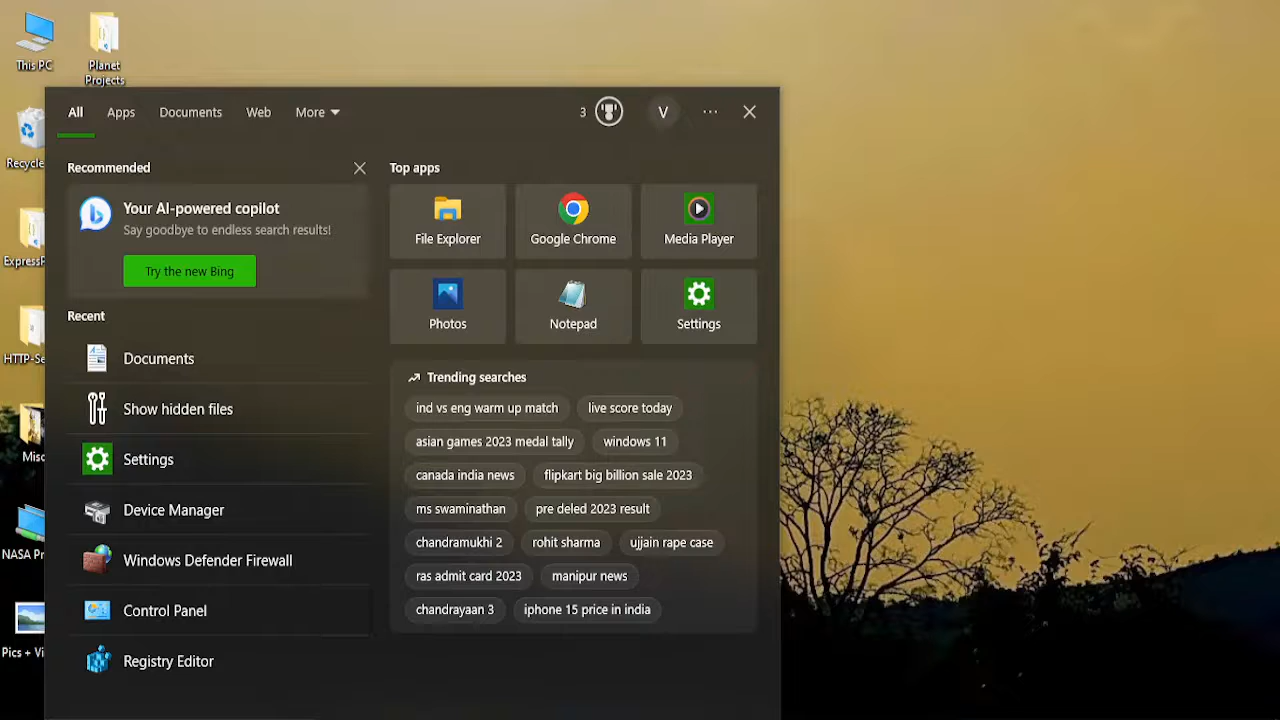 This PC
Planet
Projects
Recycle
ExpressP
HTTP-Se
Misc
NASA Pr
Pics + Vi
All Apps Documents Web More 3 V ...
Recommended
Your AI-powered copilot
Say goodbye to endless search results!
Try the new Bing
Recent
Documents
Show hidden files
Settings
Device Manager
Windows Defender Firewall
Control Panel
Registry Editor
Top apps
File Explorer Google Chrome Media Player
Photos Notepad Settings
Trending searches
ind vs eng warm up match live score today
asian games 2023 medal tally windows 11
canada india news flipkart big billion sale 2023
ms swaminathan pre deled 2023 result
chandramukhi 2 rohit sharma ujjain rape case
ras admit card 2023 manipur news
chandrayaan 3 iphone 15 price in india